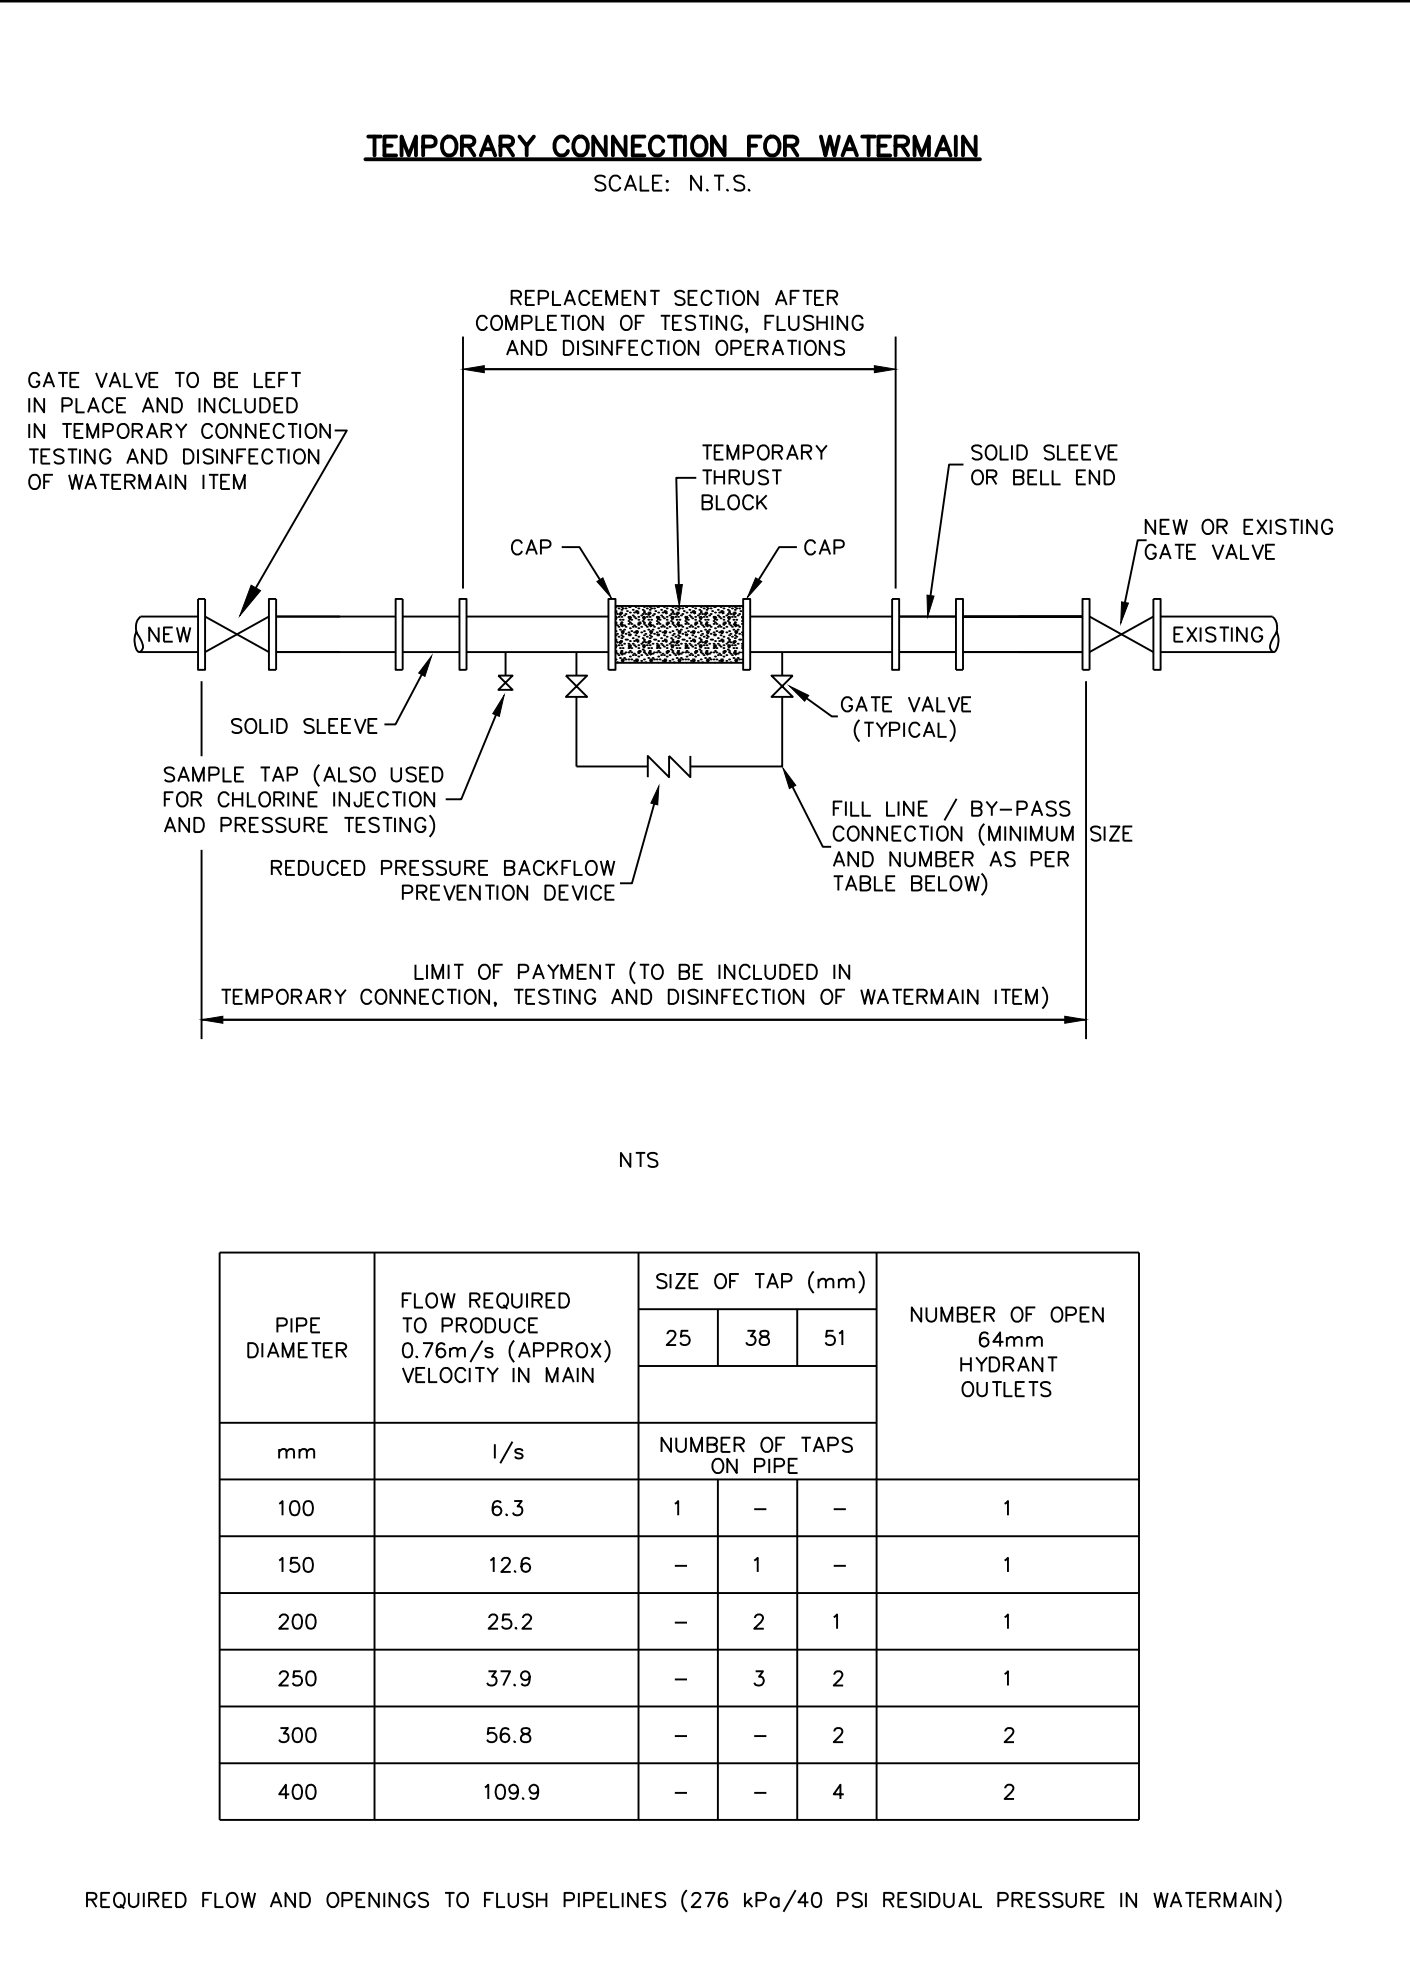 TEMPORARY CONNECTION FOR WATERMAIN
SCALE: N.T.S.
REPLACEMENT SECTION AFTER
COMPLETION OF TESTING, FLUSHING
AND DISINFECTION OPERATIONS
GATE VALVE TO BE LEFT
IN PLACE AND INCLUDED
IN TEMPORARY CONNECTION
TESTING AND DISINFECTION
OF WATERMAIN ITEM
TEMPORARY
THRUST
BLOCK
SOLID SLEEVE
OR BELL END
CAP
CAP
NEW OR EXISTING
GATE VALVE
NEW
EXISTING
SOLID SLEEVE
GATE VALVE
(TYPICAL)
SAMPLE TAP (ALSO USED
FOR CHLORINE INJECTION
AND PRESSURE TESTING)
REDUCED PRESSURE BACKFLOW
PREVENTION DEVICE
FILL LINE / BY-PASS
CONNECTION (MINIMUM SIZE
AND NUMBER AS PER
TABLE BELOW)
LIMIT OF PAYMENT (TO BE INCLUDED IN
TEMPORARY CONNECTION, TESTING AND DISINFECTION OF WATERMAIN ITEM)
NTS
PIPE
DIAMETER
FLOW REQUIRED
TO PRODUCE
0.76m/s (APPROX)
VELOCITY IN MAIN
SIZE OF TAP (mm)
25 38 51
NUMBER OF OPEN
64mm
HYDRANT
OUTLETS
mm
l/s
NUMBER OF TAPS
ON PIPE
100 6.3 1 - - 1
150 12.6 - 1 - 1
200 25.2 - 2 1 1
250 37.9 - 3 2 1
300 56.8 - - 2 2
400 109.9 - - 4 2
REQUIRED FLOW AND OPENINGS TO FLUSH PIPELINES (276 kPa/40 PSI RESIDUAL PRESSURE IN WATERMAIN)